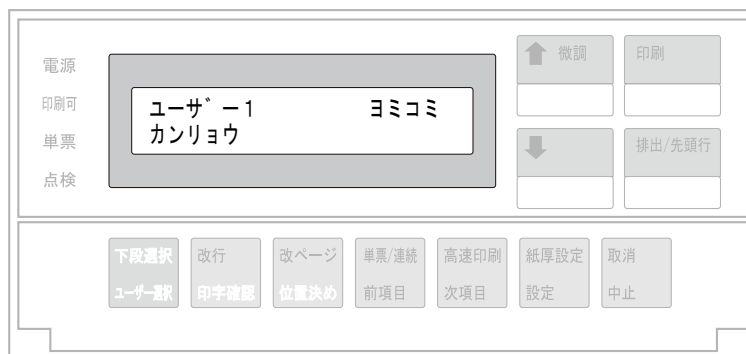 電源
印刷可
単票
点検
ユーザー1 ヨミコミ
カンリョウ
微調
印刷
排出/先頭行
下段選択
ユーザー選択
改行
印字確認
改ページ
位置決め
単票/連続
前項目
高速印刷
次項目
紙厚設定
設定
取消
中止